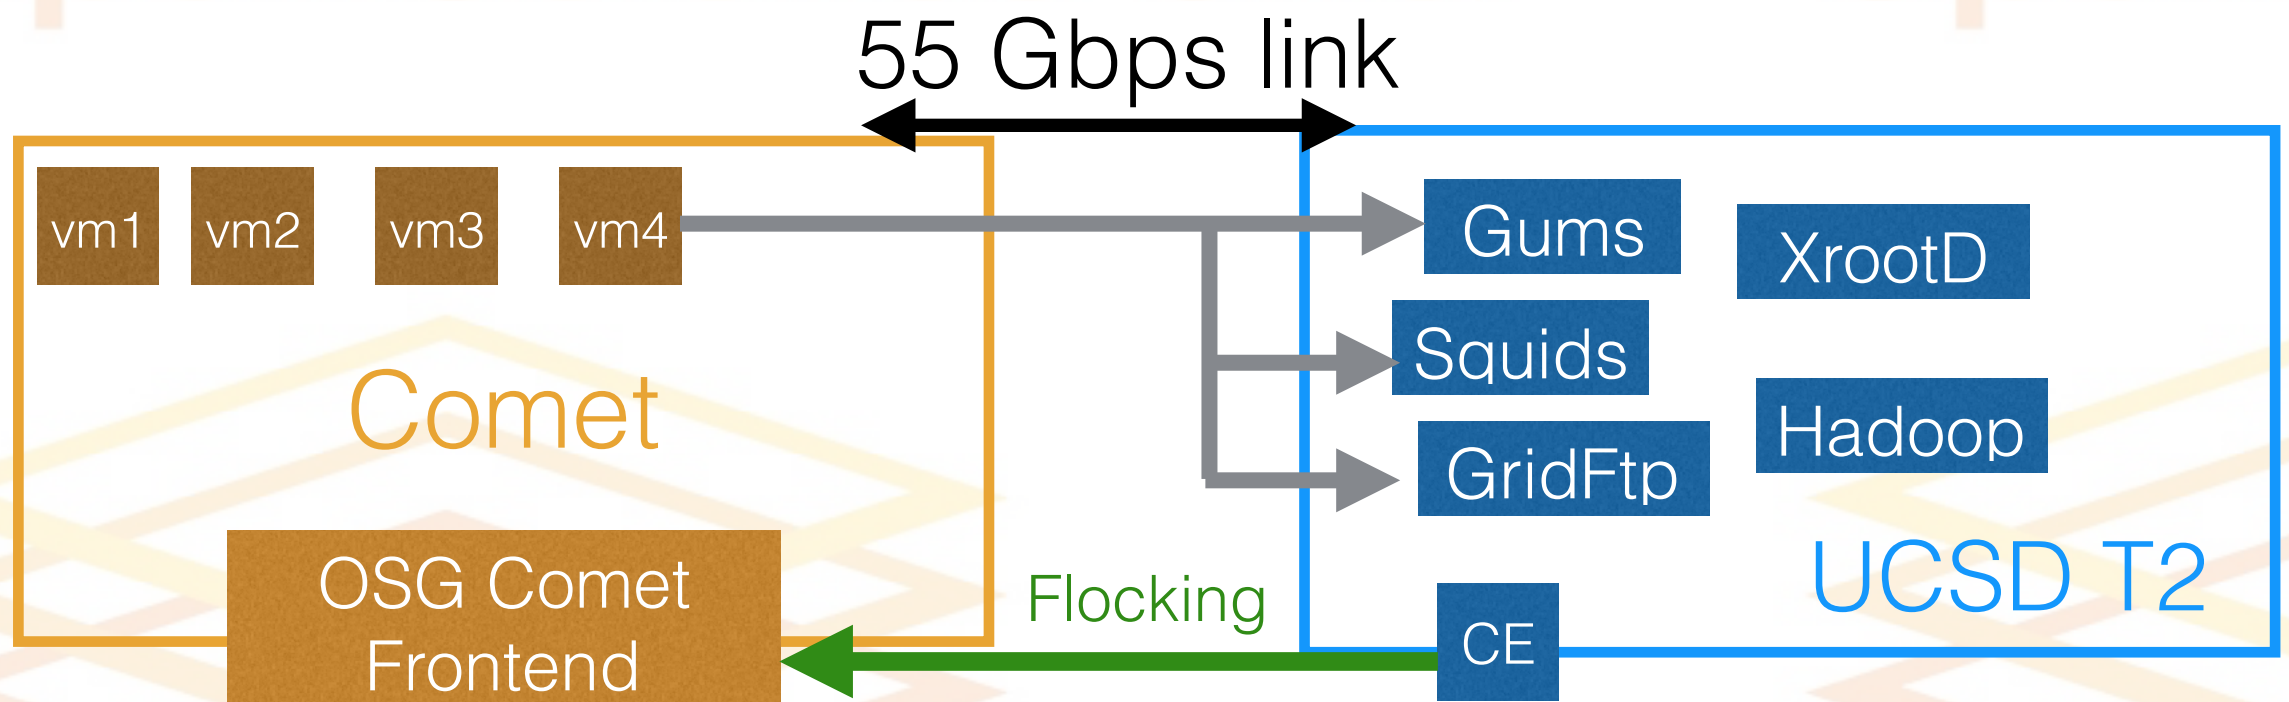 55 Gbps link
vm1
vm2
vm3
vm4
Comet
OSG Comet
Frontend
Flocking
Gums
XrootD
Squids
Hadoop
GridFtp
UCSD T2
CE